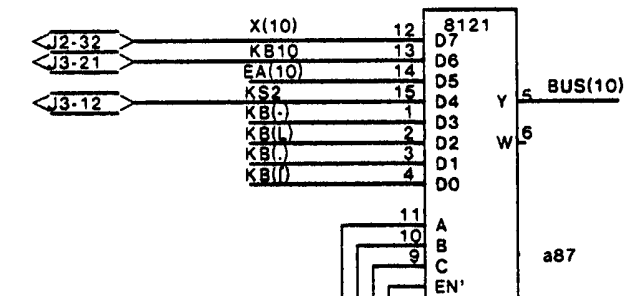 X(10) 8121
J2-32 12 D7
KB10 13
J3-21 D6
EA(10) 14 D5
KS2 15
J3-12 D4 Y 5 BUS(10)
KB(-) 1 D3
KB(L) 2 D2 W 6
KB(.) 3 D1
4 D0
11 A
10 B
9 C a87
EN'